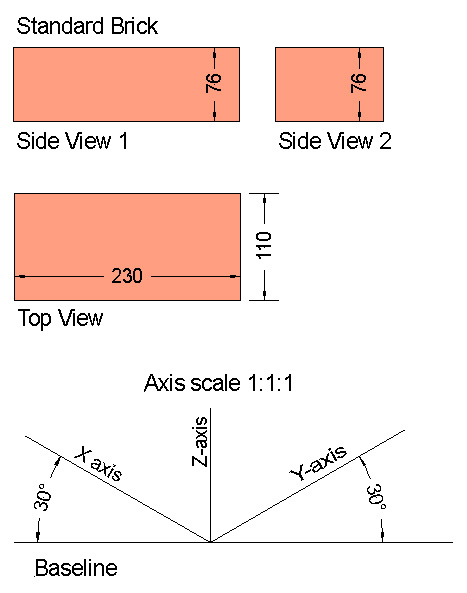 Standard Brick
76
76
Side View 1
Side View 2
230
110
Top View
Axis scale 1:1:1
X axis
Z-axis
Y-axis
30°
30°
Baseline